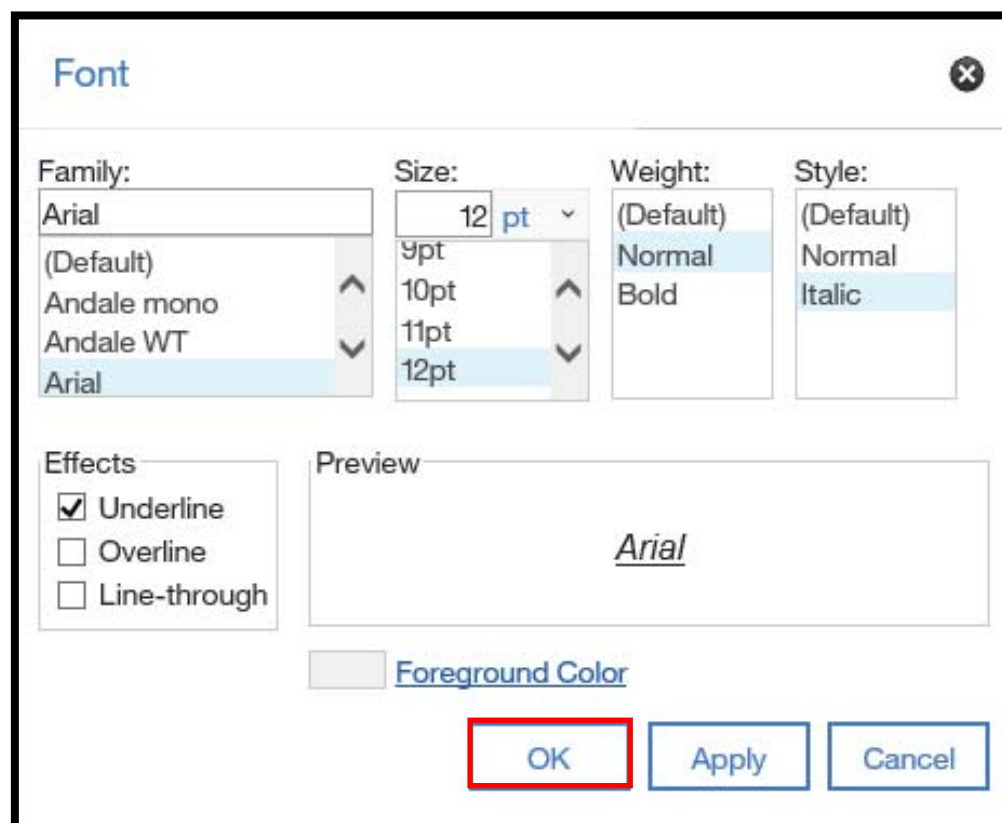 Font
Family:
Arial
(Default)
Andale mono
Andale WT
Arial
Size:
12 pt
9pt
10pt
11pt
12pt
Weight:
(Default)
Normal
Bold
Style:
(Default)
Normal
Italic
Effects
Underline
Overline
Line-through
Preview
Arial
Foreground Color
OK Apply Cancel